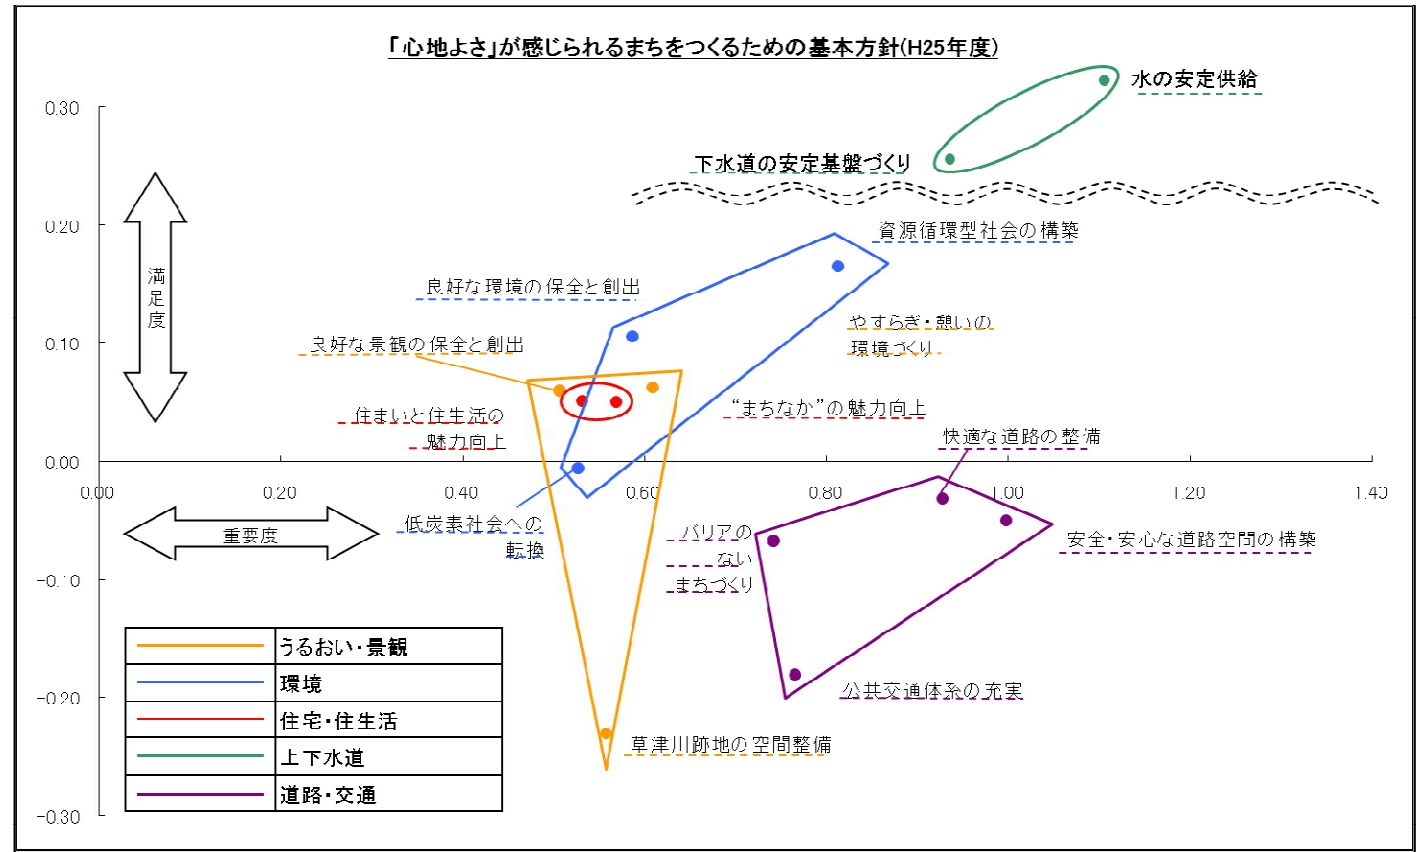 「心地よさ」が感じられるまちをつくるための基本方針(H25年度)
水の安定供給
0.30
下水道の安定基盤づくり
0.20
資源循環型社会の構築
満足度
良好な環境の保全と創出
やすらぎ・憩いの
環境づくり
0.10
良好な景観の保全と創出
住まいと住生活の
魅力向上
“まちなか”の魅力向上
快適な道路の整備
0.00
0.00
0.20
0.40
0.60
0.80
1.00
1.20
1.40
重要度
低炭素社会への
転換
バリアの
ない
まちづくり
安全・安心な道路空間の構築
-0.10
うるおい・景観
環境
住宅・住生活
上下水道
道路・交通
公共交通体系の充実
-0.20
草津川跡地の空間整備
-0.30